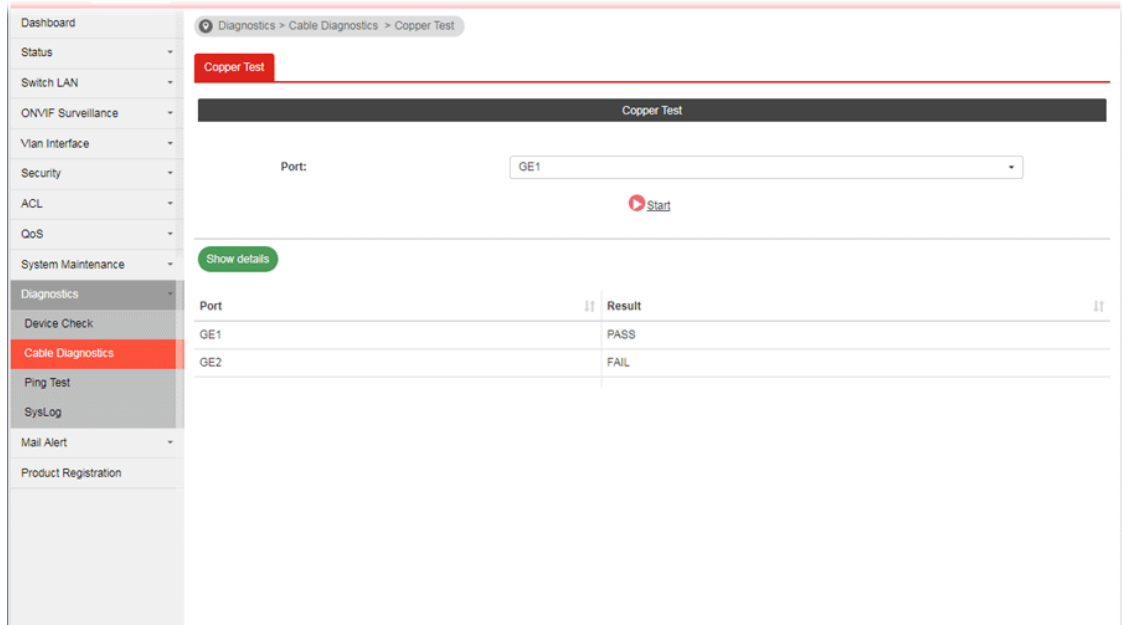 Dashboard
Status
Switch LAN
ONVIF Surveillance
Vlan Interface
Security
ACL
QoS
System Maintenance
Diagnostics
Device Check
Cable Diagnostics
Ping Test
SysLog
Mail Alert
Product Registration
Diagnostics > Cable Diagnostics > Copper Test
Copper Test
Copper Test
Port: GE1
Start
Show details
Port Result
GE1 PASS
GE2 FAIL